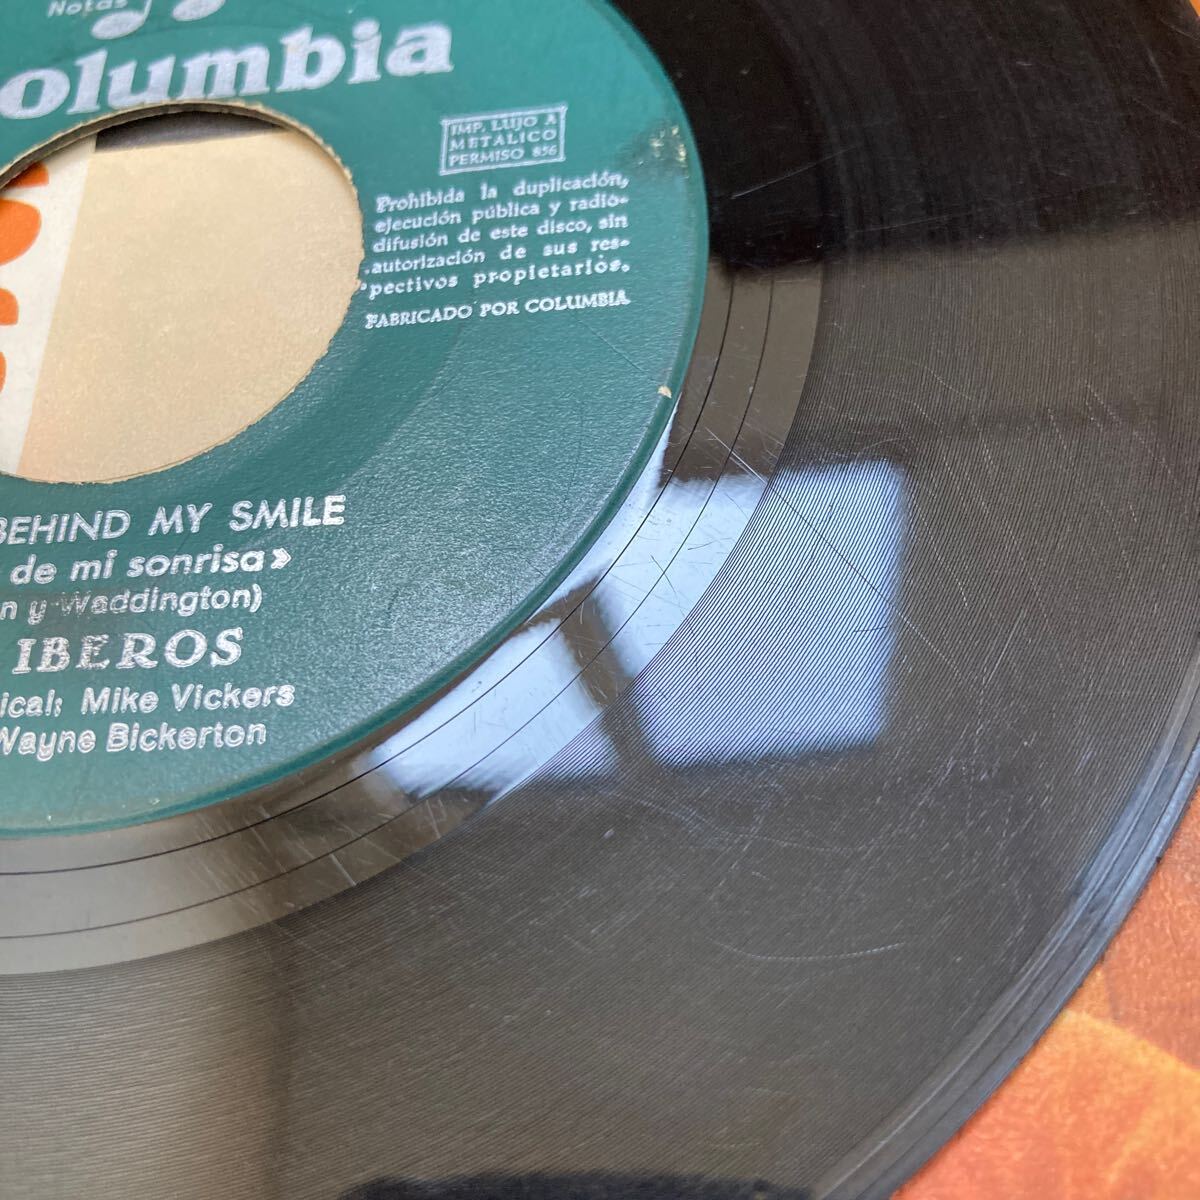 Notas
olumbia
IMP. LUJO A
METALICO
PERMISO 856
Prohibida la duplicación,
ejecución pública y radio-
difusión de este disco, sin
autorización de sus res-
pectivos propietarios.
FABRICADO POR COLUMBIA
BEHIND MY SMILE
de mi sonrisa»
n y Waddington)
IBEROS
ical: Mike Vickers
Wayne Bickerton